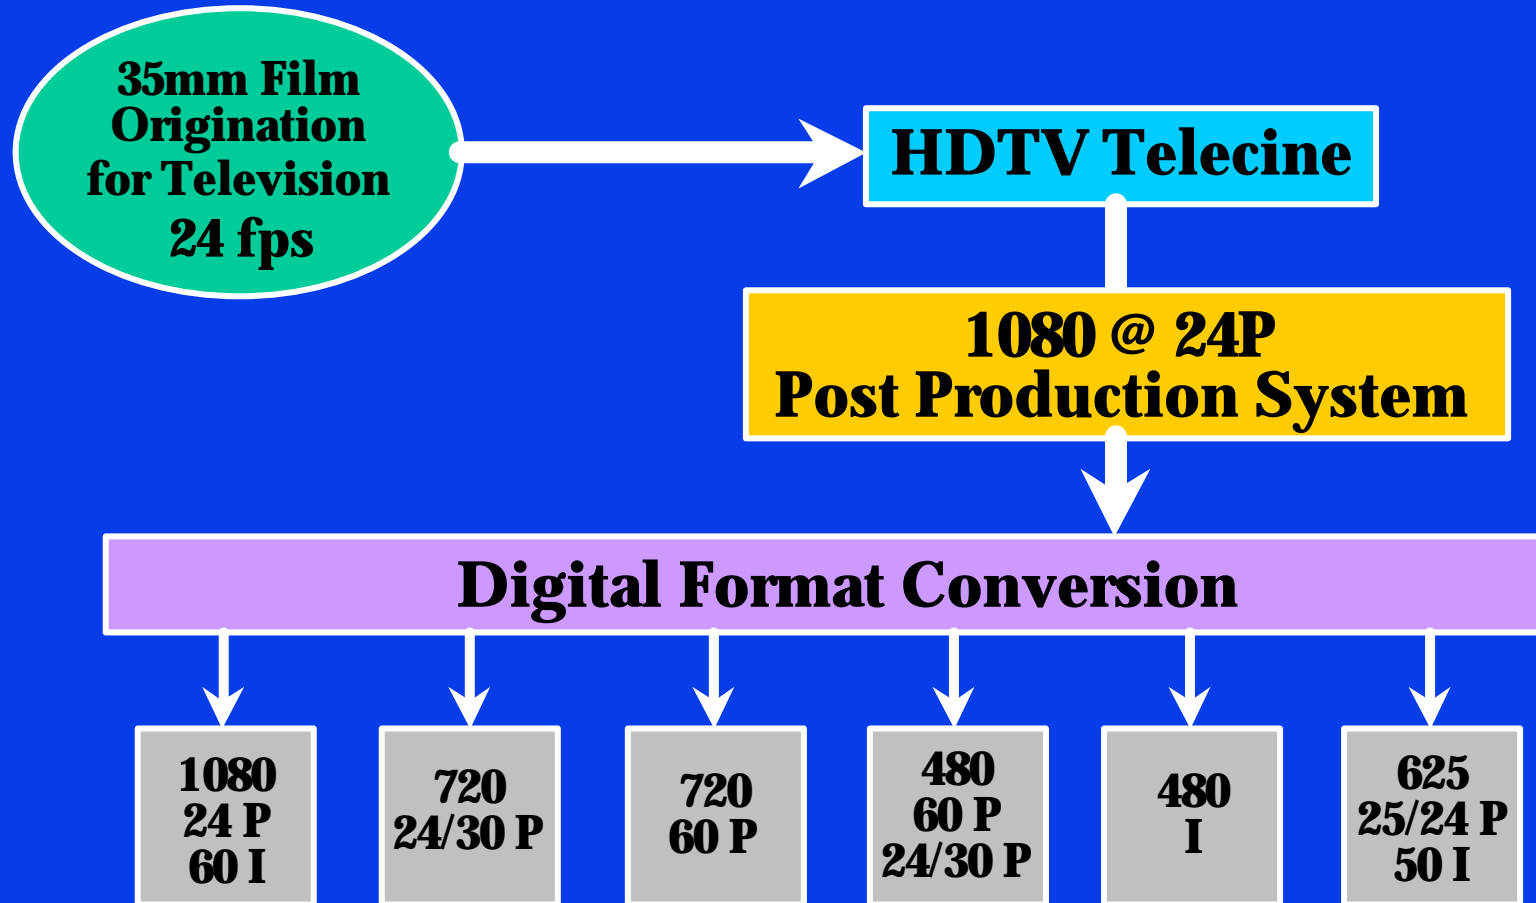 35mm Film
Origination
for Television
24 fps
HDTV Telecine
1080 @ 24P
Post Production System
Digital Format Conversion
1080
24 P
60 I
720
24/30 P
720
60 P
480
60 P
24/30 P
480
I
625
25/24 P
50 I